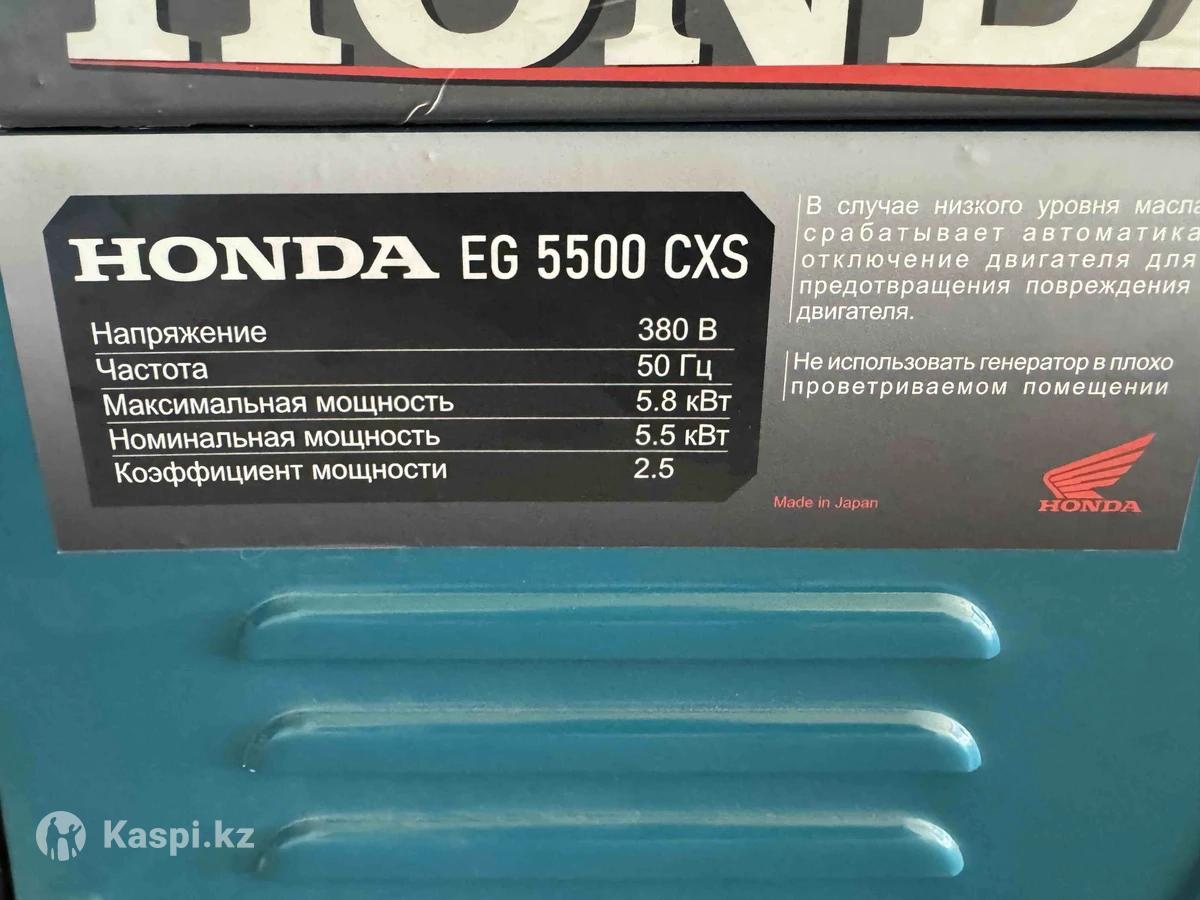 HONDA
HONDA EG 5500 CXS
Напряжение 380 В
Частота 50 Гц
Максимальная мощность 5.8 кВт
Номинальная мощность 5.5 кВт
Коэффициент мощности 2.5
В случае низкого уровня масла
срабатывает автоматика
отключение двигателя для
предотвращения повреждения
двигателя.
Не использовать генератор в плохо
проветриваемом помещении
Made in Japan
HONDA
Kaspi.kz